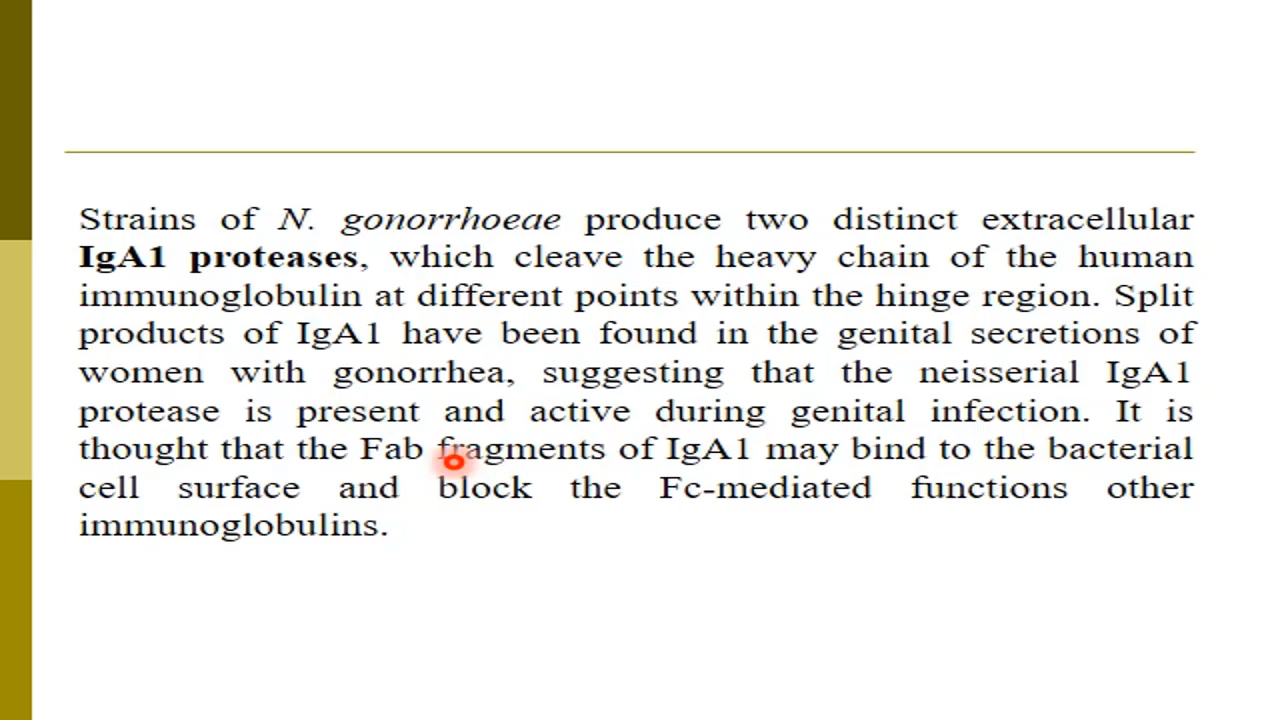 Strains of N. gonorrhoeae produce two distinct extracellular
IgA1 proteases, which cleave the heavy chain of the human
immunoglobulin at different points within the hinge region. Split
products of IgA1 have been found in the genital secretions of
women with gonorrhea, suggesting that the neisserial IgA1
protease is present and active during genital infection. It is
thought that the Fab fragments of IgA1 may bind to the bacterial
cell surface and block the Fc-mediated functions other
immunoglobulins.